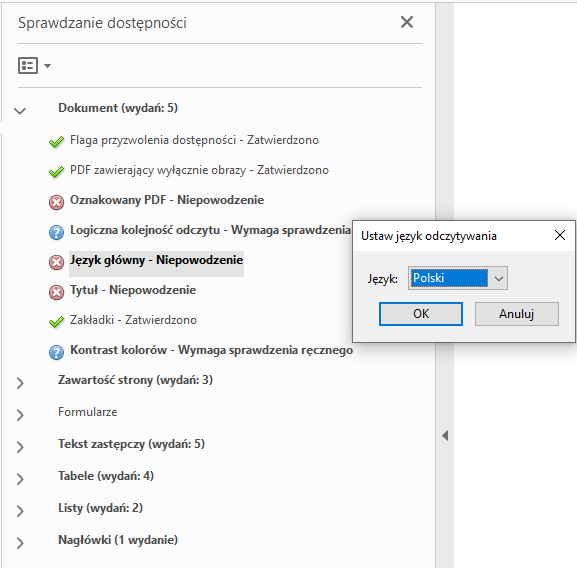 Sprawdzanie dostępności
Dokument (wydań: 5)
Flaga przyzwolenia dostępności - Zatwierdzono
PDF zawierający wyłącznie obrazy - Zatwierdzono
Oznakowany PDF - Niepowodzenie
Logiczna kolejność odczytu - Wymaga sprawdzenia
Język główny - Niepowodzenie
Tytuł - Niepowodzenie
Zakładki - Zatwierdzono
Kontrast kolorów - Wymaga sprawdzenia ręcznego
Zawartość strony (wydań: 3)
Formularze
Tekst zastępczy (wydań: 5)
Tabele (wydań: 4)
Listy (wydań: 2)
Nagłówki (1 wydanie)
Ustaw język odczytywania
Język: Polski
OK Anuluj